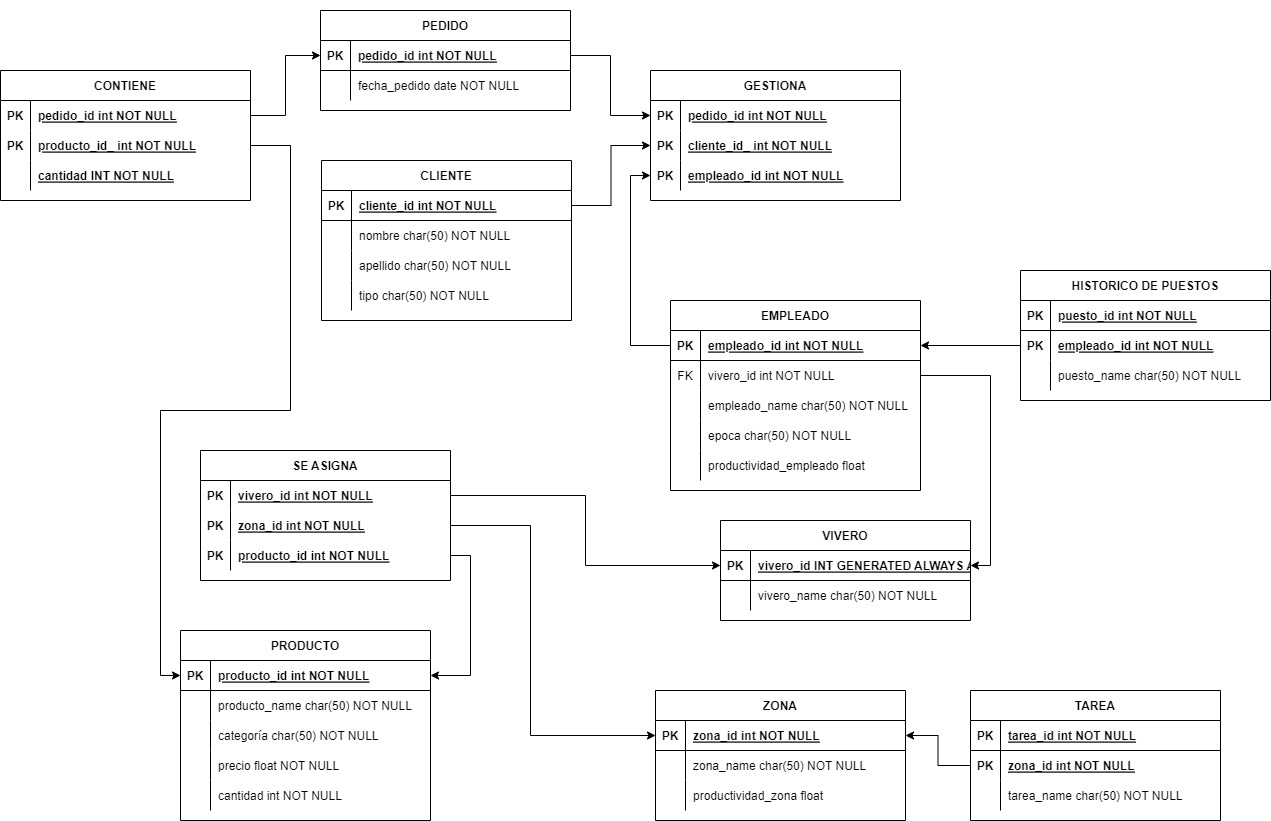 PEDIDO
PK pedido_id int NOT NULL
fecha_pedido date NOT NULL
CONTIENE
PK pedido_id int NOT NULL
PK producto_id_ int NOT NULL
cantidad INT NOT NULL
GESTIONA
PK pedido_id int NOT NULL
PK cliente_id_ int NOT NULL
PK empleado_id int NOT NULL
CLIENTE
PK cliente_id int NOT NULL
nombre char(50) NOT NULL
apellido char(50) NOT NULL
tipo char(50) NOT NULL
HISTORICO DE PUESTOS
PK puesto_id int NOT NULL
PK empleado_id int NOT NULL
puesto_name char(50) NOT NULL
EMPLEADO
PK empleado_id int NOT NULL
FK vivero_id int NOT NULL
empleado_name char(50) NOT NULL
epoca char(50) NOT NULL
productividad_empleado float
SE ASIGNA
PK vivero_id int NOT NULL
PK zona_id int NOT NULL
PK producto_id int NOT NULL
VIVERO
PK vivero_id INT GENERATED ALWAYS A
vivero_name char(50) NOT NULL
PRODUCTO
PK producto_id int NOT NULL
producto_name char(50) NOT NULL
categoría char(50) NOT NULL
precio float NOT NULL
cantidad int NOT NULL
ZONA
PK zona_id int NOT NULL
zona_name char(50) NOT NULL
productividad_zona float
TAREA
PK tarea_id int NOT NULL
PK zona_id int NOT NULL
tarea_name char(50) NOT NULL